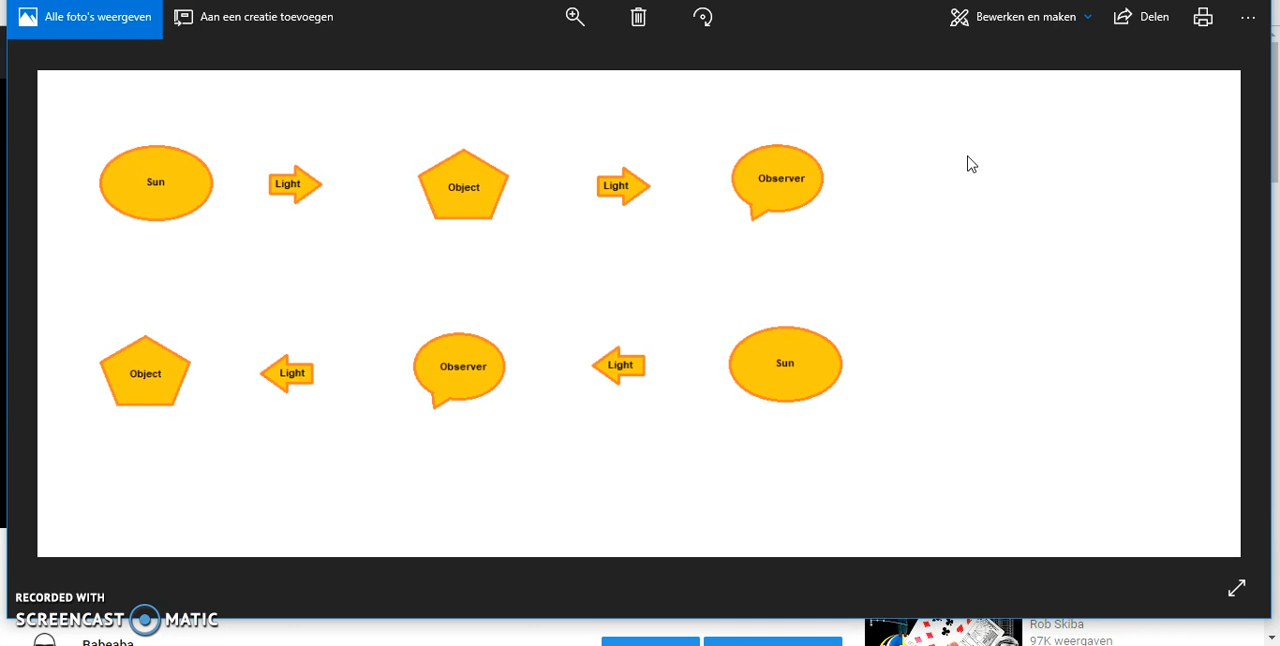 Alle foto's weergeven
Aan een creatie toevoegen
Bewerken en maken
Delen
Sun
Light
Object
Light
Observer
Object
Light
Observer
Light
Sun
RECORDED WITH
SCREENCAST MATIC
Rob Skiba
97K weergaven